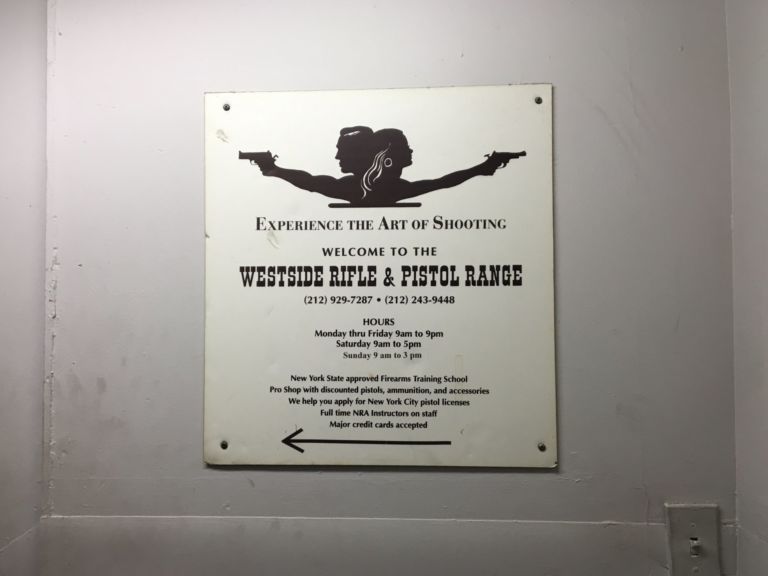 EXPERIENCE THE ART OF SHOOTING
WELCOME TO THE
WESTSIDE RIFLE & PISTOL RANGE
(212) 929-7287 • (212) 243-9448
HOURS
Monday thru Friday 9am to 9pm
Saturday 9am to 5pm
Sunday 9 am to 3 pm
New York State approved Firearms Training School
Pro Shop with discounted pistols, ammunition, and accessories
We help you apply for New York City pistol licenses
Full time NRA Instructors on staff
Major credit cards accepted